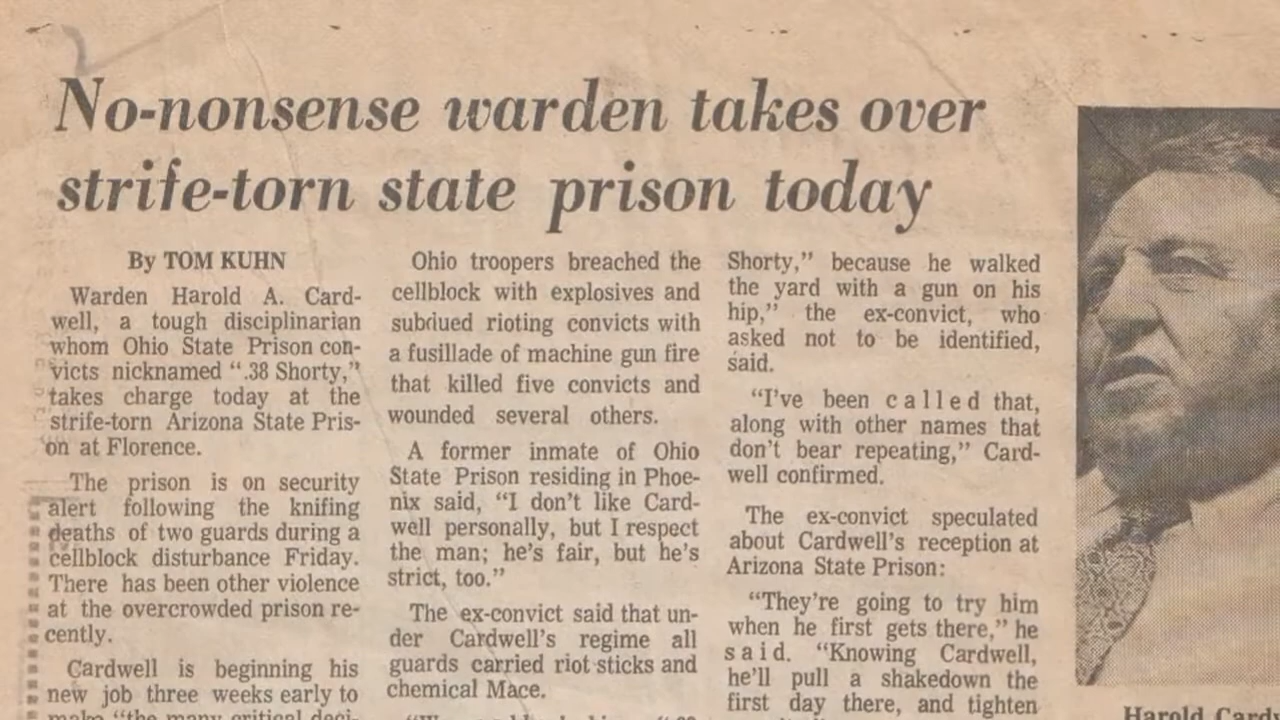 No-nonsense warden takes over
strife-torn state prison today
By TOM KUHN
Warden Harold A. Card-
well, a tough disciplinarian
whom Ohio State Prison con-
victs nicknamed “.38 Shorty,”
takes charge today at the
strife-torn Arizona State Pris-
on at Florence.
The prison is on security
alert following the knifing
deaths of two guards during a
cellblock disturbance Friday.
There has been other violence
at the overcrowded prison re-
cently.
Cardwell is beginning his
new job three weeks early to
make “the many critical deci-
Ohio troopers breached the
cellblock with explosives and
subdued rioting convicts with
a fusillade of machine gun fire
that killed five convicts and
wounded several others.
A former inmate of Ohio
State Prison residing in Phoe-
nix said, “I don’t like Card-
well personally, but I respect
the man; he’s fair, but he’s
strict, too.”
The ex-convict said that un-
der Cardwell’s regime all
guards carried riot sticks and
chemical Mace.
Shorty,” because he walked
the yard with a gun on his
hip,” the ex-convict, who
asked not to be identified,
said.
“I’ve been called that,
along with other names that
don’t bear repeating,” Card-
well confirmed.
The ex-convict speculated
about Cardwell’s reception at
Arizona State Prison:
“They’re going to try him
when he first gets there,” he
said. “Knowing Cardwell,
he’ll pull a shakedown the
first day there, and tighten
Harold Card